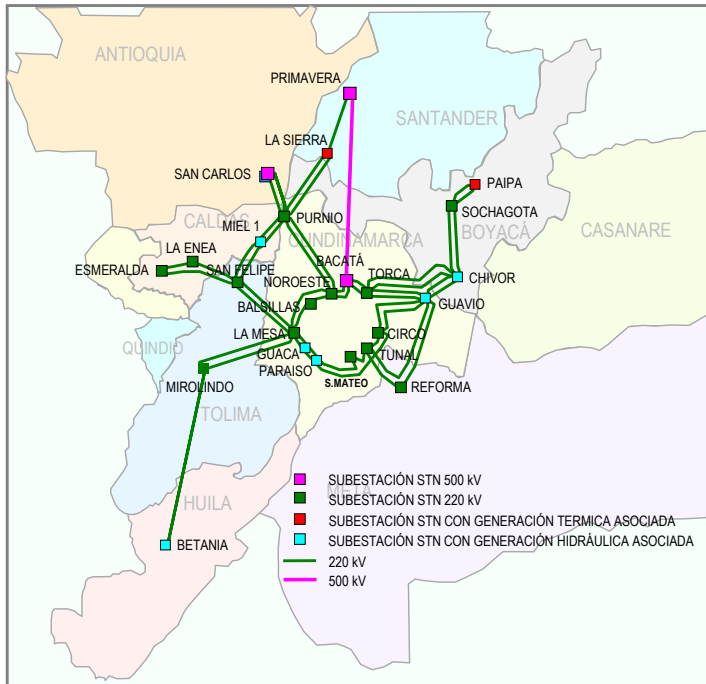 ANTIOQUIA
PRIMAVERA
SANTANDER
LA SIERRA
SAN CARLOS
PAIPA
SOCHAGOTA
CALDAS
PURNIO
MIEL 1
CUNDINAMARCA
BOYACÁ
CASANARE
LA ENEA
ESMERALDA
SAN FELIPE
BACATÁ
NOROESTE
TORCA
CHIVOR
GUAVIO
BALSILLAS
LA MESA
CIRCO
QUINDIO
GUACA
TUNAL
PARAISO
S.MATEO
MIROLINDO
REFORMA
TOLIMA
META
HUILA
BETANIA
SUBESTACIÓN STN 500 kV
SUBESTACIÓN STN 220 kV
SUBESTACIÓN STN CON GENERACIÓN TERMICA ASOCIADA
SUBESTACIÓN STN CON GENERACIÓN HIDRÁULICA ASOCIADA
220 kV
500 kV